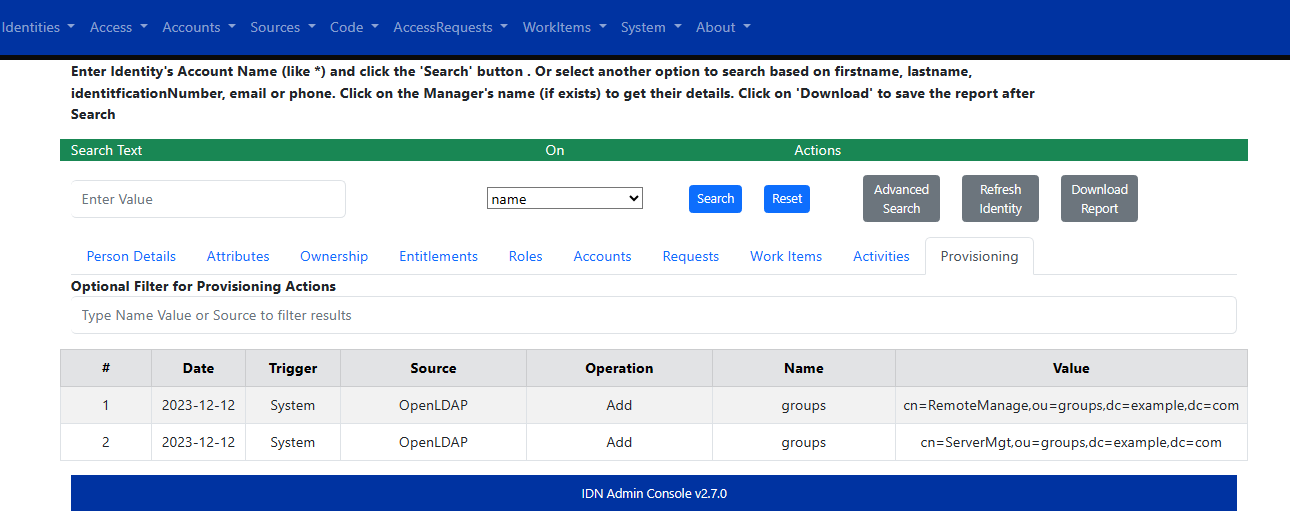 Identities Access Accounts Sources Code AccessRequests WorkItems System About
Enter Identity's Account Name (like *) and click the 'Search' button . Or select another option to search based on firstname, lastname,
identitficationNumber, email or phone. Click on the Manager's name (if exists) to get their details. Click on 'Download' to save the report after
Search
Search Text On Actions
Enter Value name Search Reset Advanced Search Refresh Identity Download Report
Person Details Attributes Ownership Entitlements Roles Accounts Requests Work Items Activities Provisioning
Optional Filter for Provisioning Actions
Type Name Value or Source to filter results
# Date Trigger Source Operation Name Value
1 2023-12-12 System OpenLDAP Add groups cn=RemoteManage,ou=groups,dc=example,dc=com
2 2023-12-12 System OpenLDAP Add groups cn=ServerMgt,ou=groups,dc=example,dc=com
IDN Admin Console v2.7.0